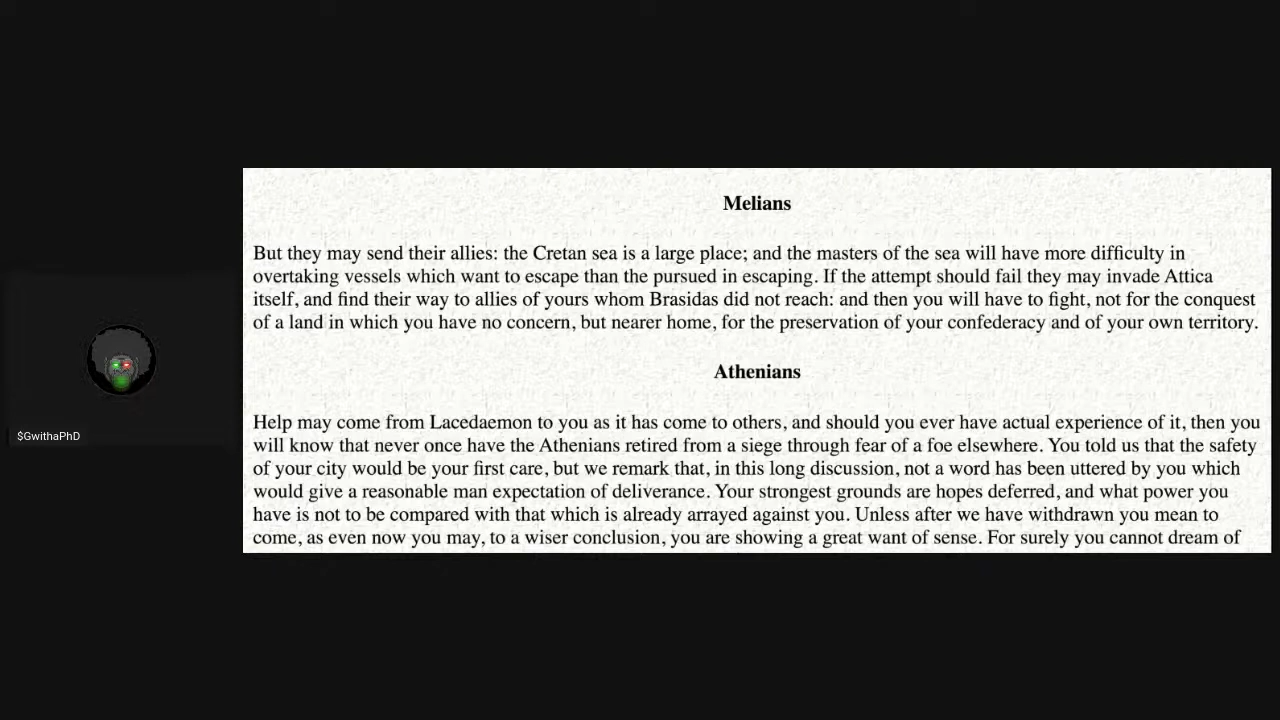 Melians
But they may send their allies: the Cretan sea is a large place; and the masters of the sea will have more difficulty in
overtaking vessels which want to escape than the pursued in escaping. If the attempt should fail they may invade Attica
itself, and find their way to allies of yours whom Brasidas did not reach: and then you will have to fight, not for the conquest
of a land in which you have no concern, but nearer home, for the preservation of your confederacy and of your own territory.
Athenians
Help may come from Lacedaemon to you as it has come to others, and should you ever have actual experience of it, then you
will know that never once have the Athenians retired from a siege through fear of a foe elsewhere. You told us that the safety
of your city would be your first care, but we remark that, in this long discussion, not a word has been uttered by you which
would give a reasonable man expectation of deliverance. Your strongest grounds are hopes deferred, and what power you
have is not to be compared with that which is already arrayed against you. Unless after we have withdrawn you mean to
come, as even now you may, to a wiser conclusion, you are showing a great want of sense. For surely you cannot dream of
$GwithaPhD